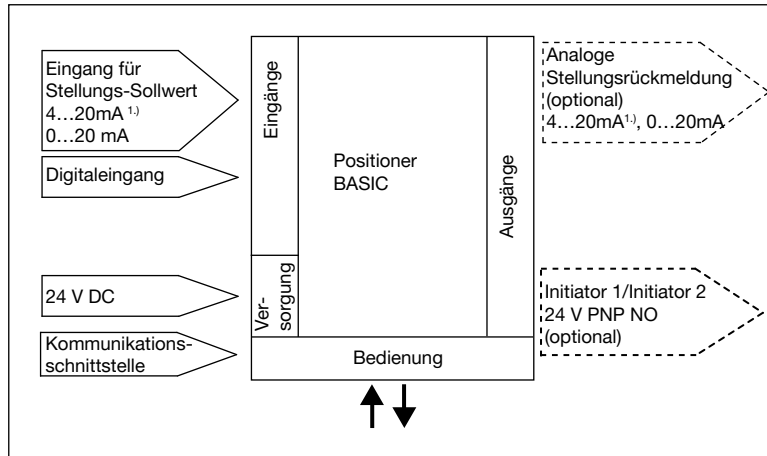 Eingang für
Stellungs-Sollwert
4...20mA 1.)
0...20 mA
Digitaleingang
24 V DC
Kommunikations-
schnittstelle
Eingänge
Ver-
sorgung
Positioner
BASIC
Ausgänge
Bedienung
Analoge
Stellungsrückmeldung
(optional)
4...20mA1.), 0...20mA
Initiator 1/Initiator 2
24 V PNP NO
(optional)